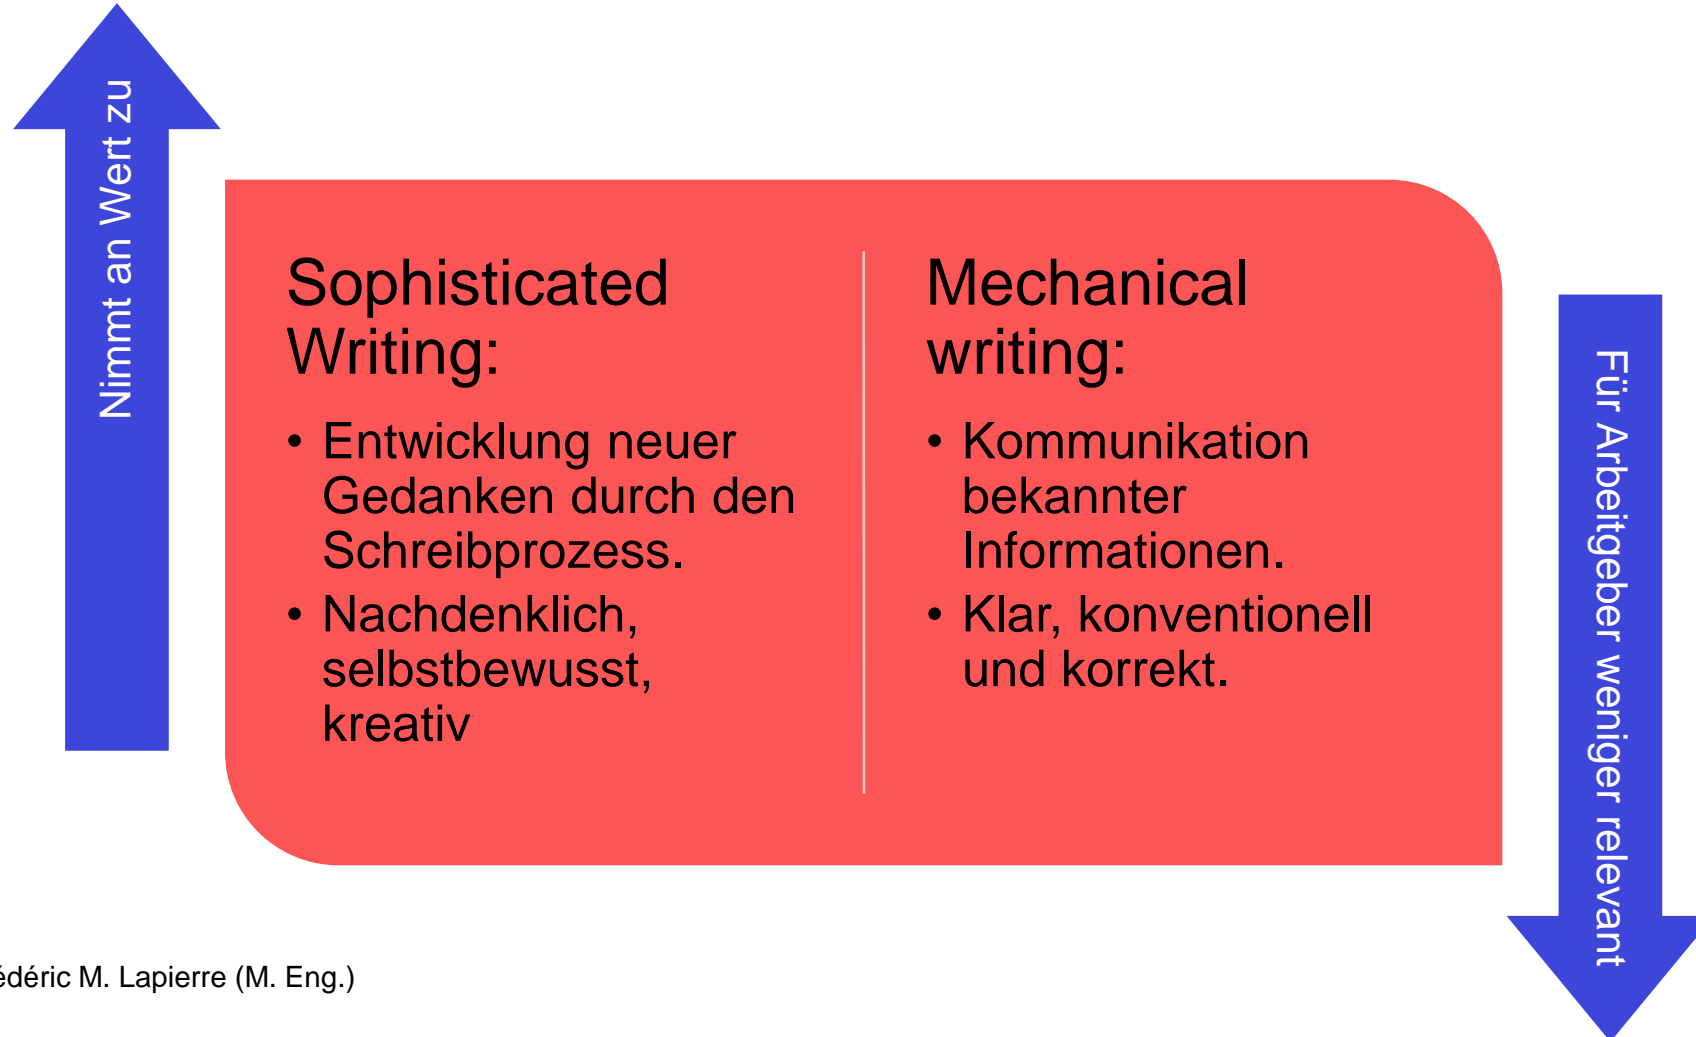 Nimmt an Wert zu
Sophisticated
Writing:
• Entwicklung neuer
Gedanken durch den
Schreibprozess.
• Nachdenklich,
selbstbewusst,
kreativ
Mechanical
writing:
• Kommunikation
bekannter
Informationen.
• Klar, konventionell
und korrekt.
Für Arbeitgeber weniger relevant
édéric M. Lapierre (M. Eng.)